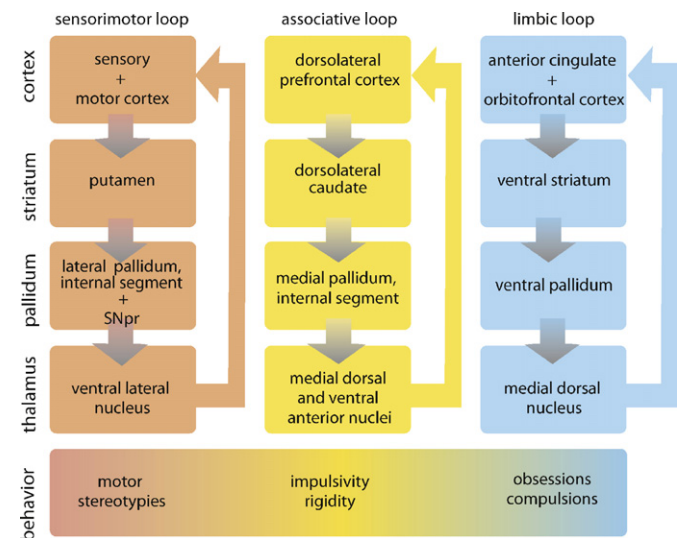 sensorimotor loop
associative loop
limbic loop
cortex
sensory
+
motor cortex
dorsolateral
prefrontal cortex
anterior cingulate
+
orbitofrontal cortex
striatum
putamen
dorsolateral
caudate
ventral striatum
pallidum
lateral pallidum,
internal segment
+
SNpr
medial pallidum,
internal segment
ventral pallidum
thalamus
ventral lateral
nucleus
medial dorsal
and ventral
anterior nuclei
medial dorsal
nucleus
behavior
motor
stereotypies
impulsivity
rigidity
obsessions
compulsions